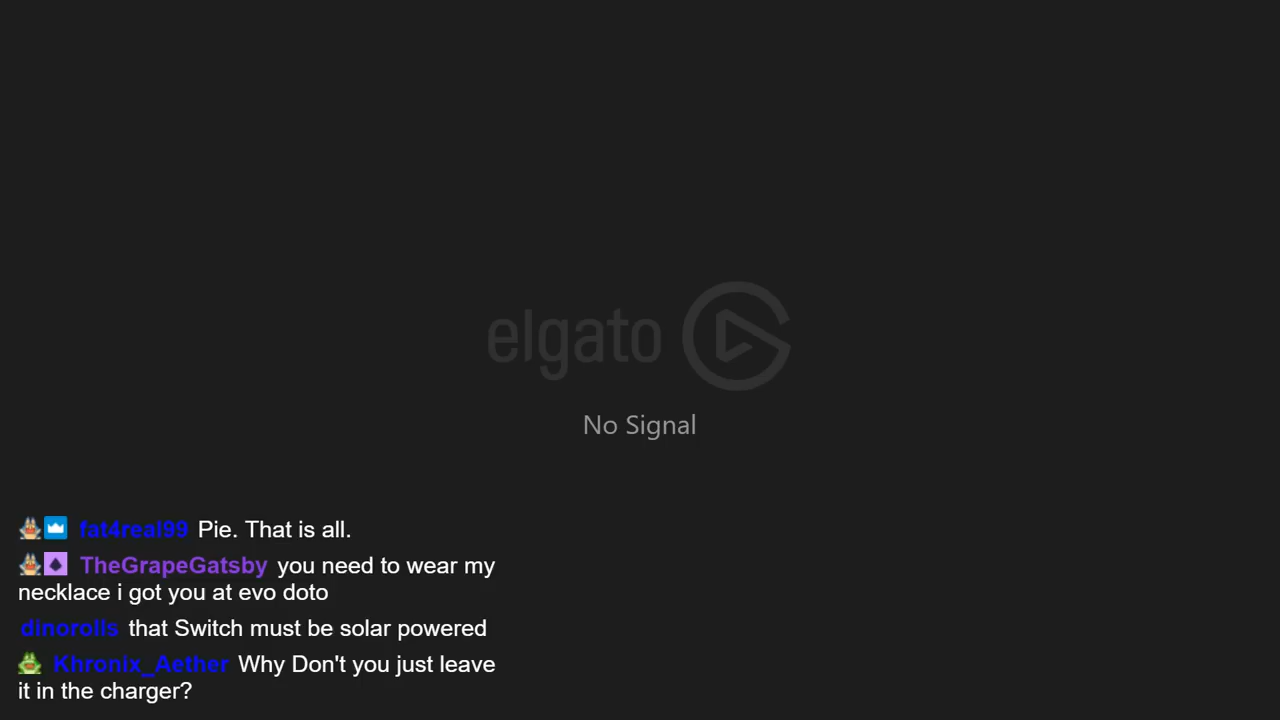 elgato
No Signal
fat4real99 Pie. That is all.
TheGrapeGatsby you need to wear my
necklace i got you at evo doto
dinorolls that Switch must be solar powered
Khronix_Aether Why Don't you just leave
it in the charger?